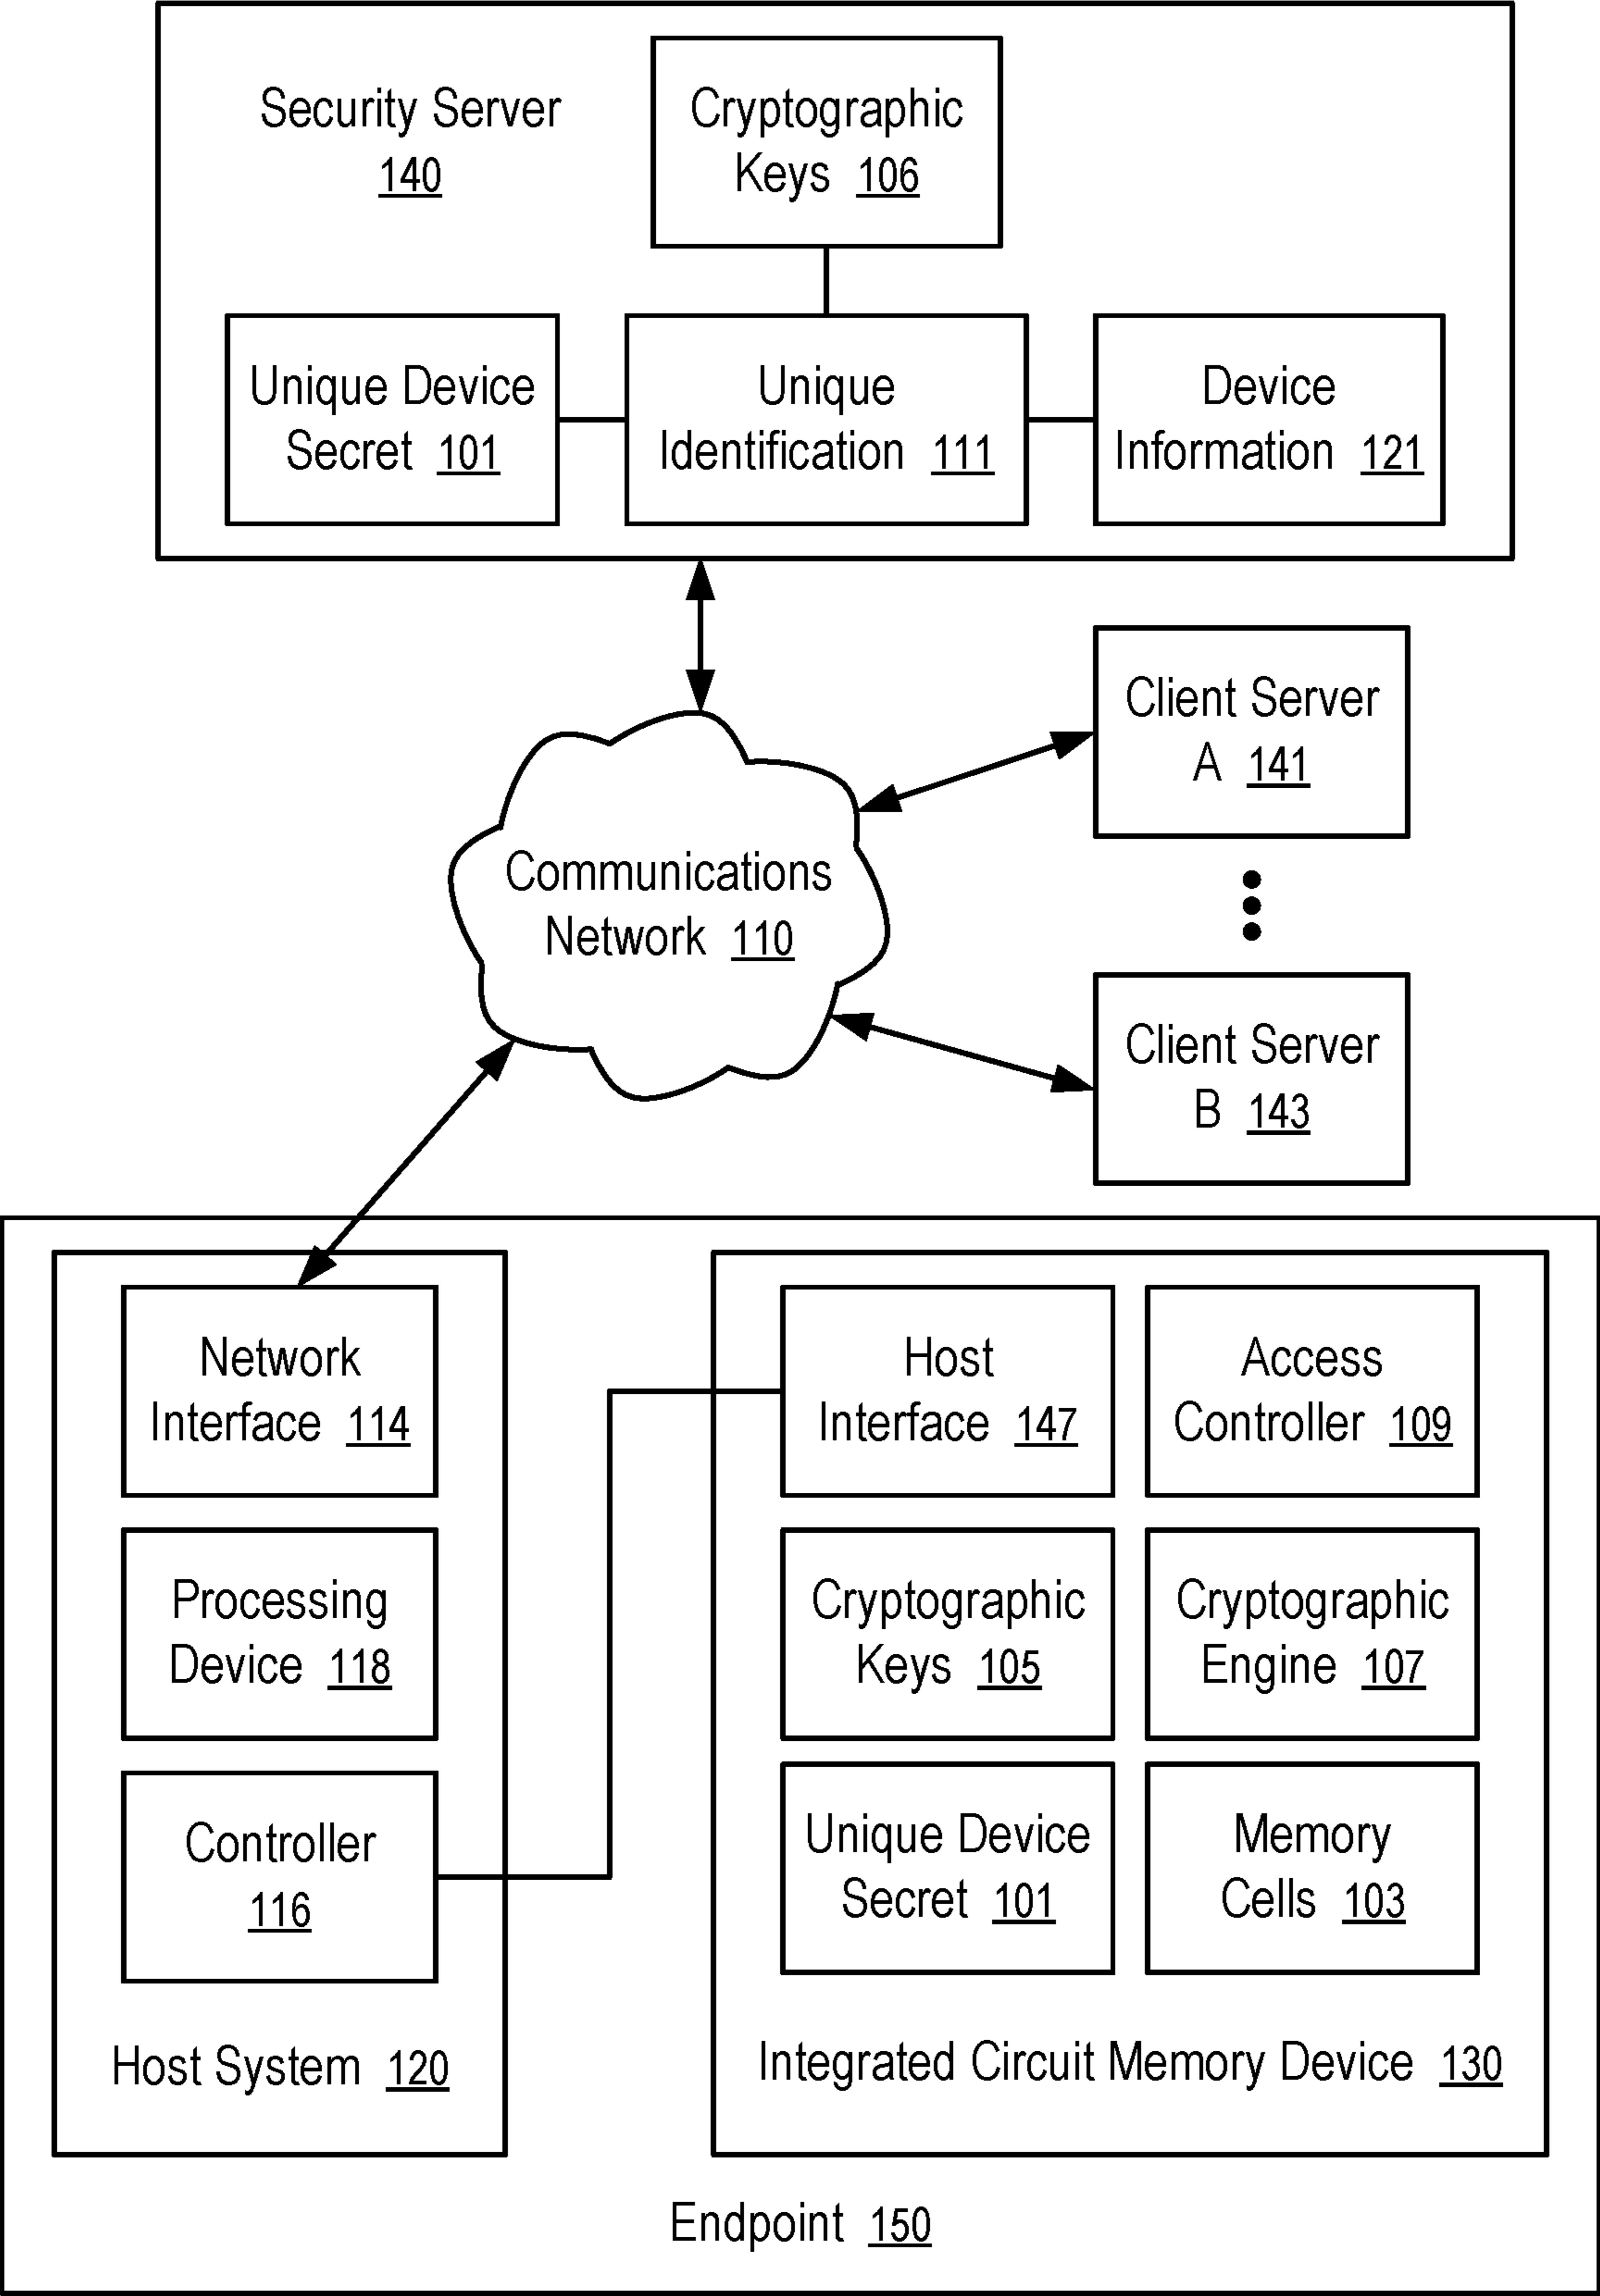 Security Server
140
Cryptographic
Keys 106
Unique Device
Secret 101
Unique
Identification 111
Device
Information 121
Client Server
A 141
Communications
Network 110
Client Server
B 143
Network
Interface 114
Processing
Device 118
Controller
116
Host System 120
Host
Interface 147
Access
Controller 109
Cryptographic
Keys 105
Cryptographic
Engine 107
Unique Device
Secret 101
Memory
Cells 103
Integrated Circuit Memory Device 130
Endpoint 150